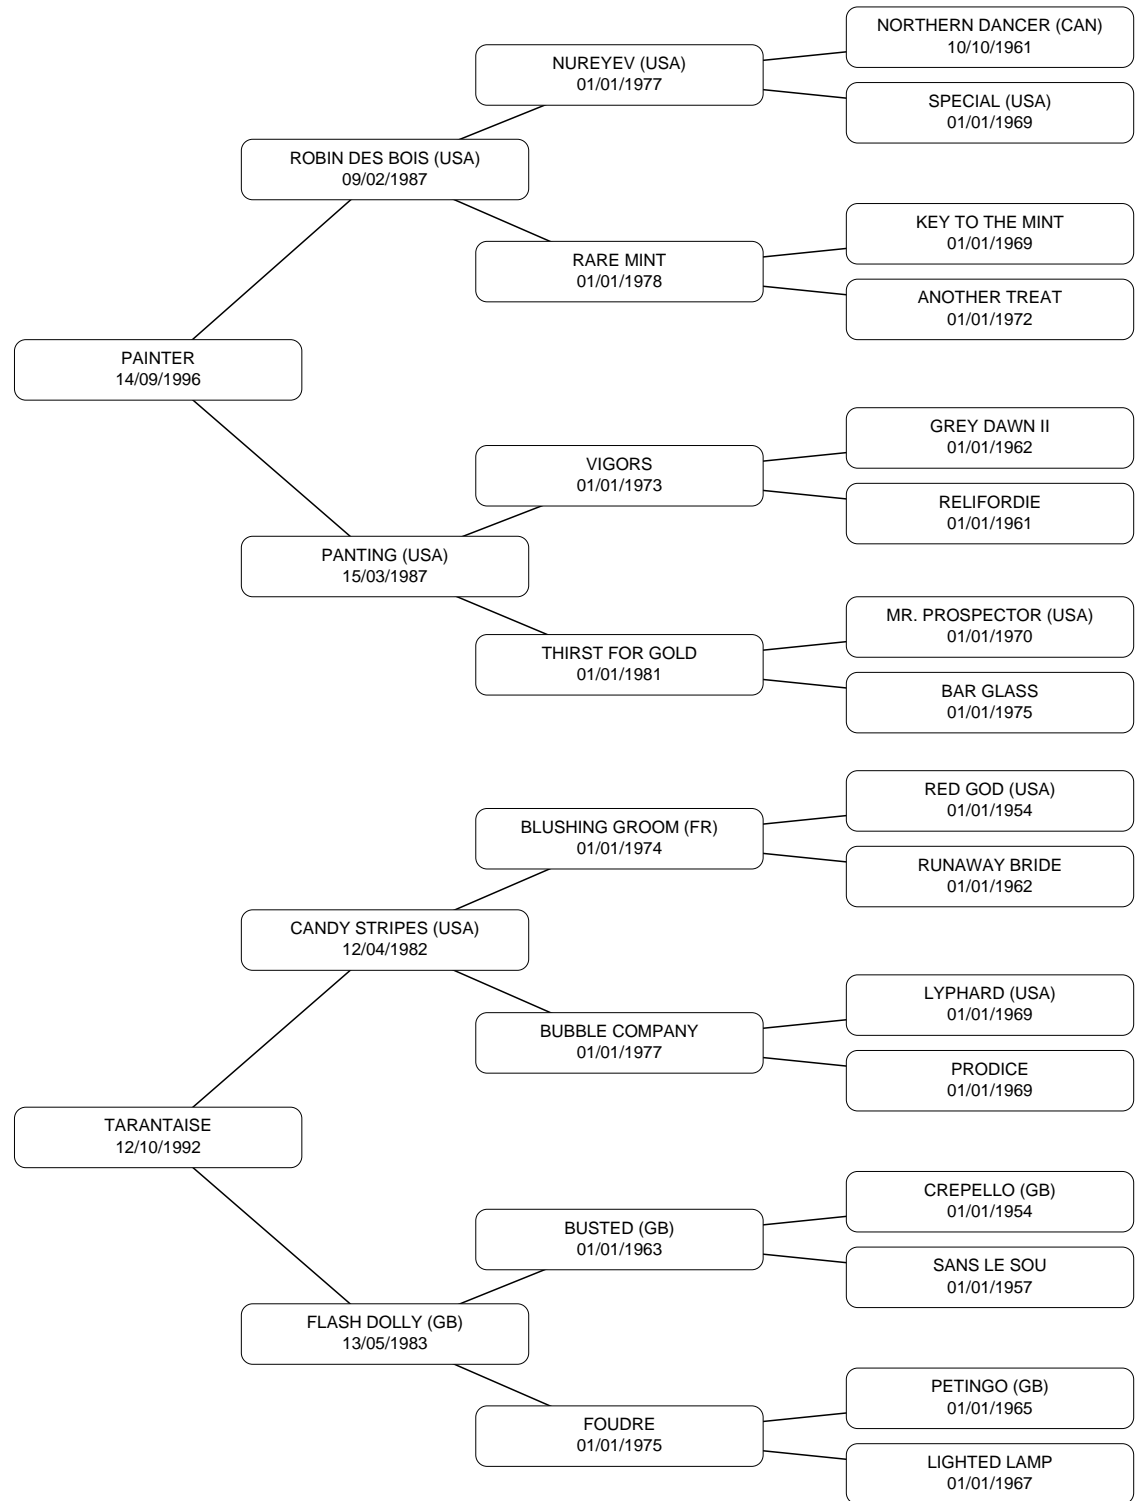 NORTHERN DANCER (CAN)
10/10/1961
NUREYEV (USA)
01/01/1977
SPECIAL (USA)
01/01/1969
ROBIN DES BOIS (USA)
09/02/1987
KEY TO THE MINT
01/01/1969
RARE MINT
01/01/1978
ANOTHER TREAT
01/01/1972
PAINTER
14/09/1996
GREY DAWN II
01/01/1962
VIGORS
01/01/1973
RELIFORDIE
01/01/1961
PANTING (USA)
15/03/1987
MR. PROSPECTOR (USA)
01/01/1970
THIRST FOR GOLD
01/01/1981
BAR GLASS
01/01/1975
RED GOD (USA)
01/01/1954
BLUSHING GROOM (FR)
01/01/1974
RUNAWAY BRIDE
01/01/1962
CANDY STRIPES (USA)
12/04/1982
LYPHARD (USA)
01/01/1969
BUBBLE COMPANY
01/01/1977
PRODICE
01/01/1969
TARANTAISE
12/10/1992
CREPELLO (GB)
01/01/1954
BUSTED (GB)
01/01/1963
SANS LE SOU
01/01/1957
FLASH DOLLY (GB)
13/05/1983
PETINGO (GB)
01/01/1965
FOUDRE
01/01/1975
LIGHTED LAMP
01/01/1967